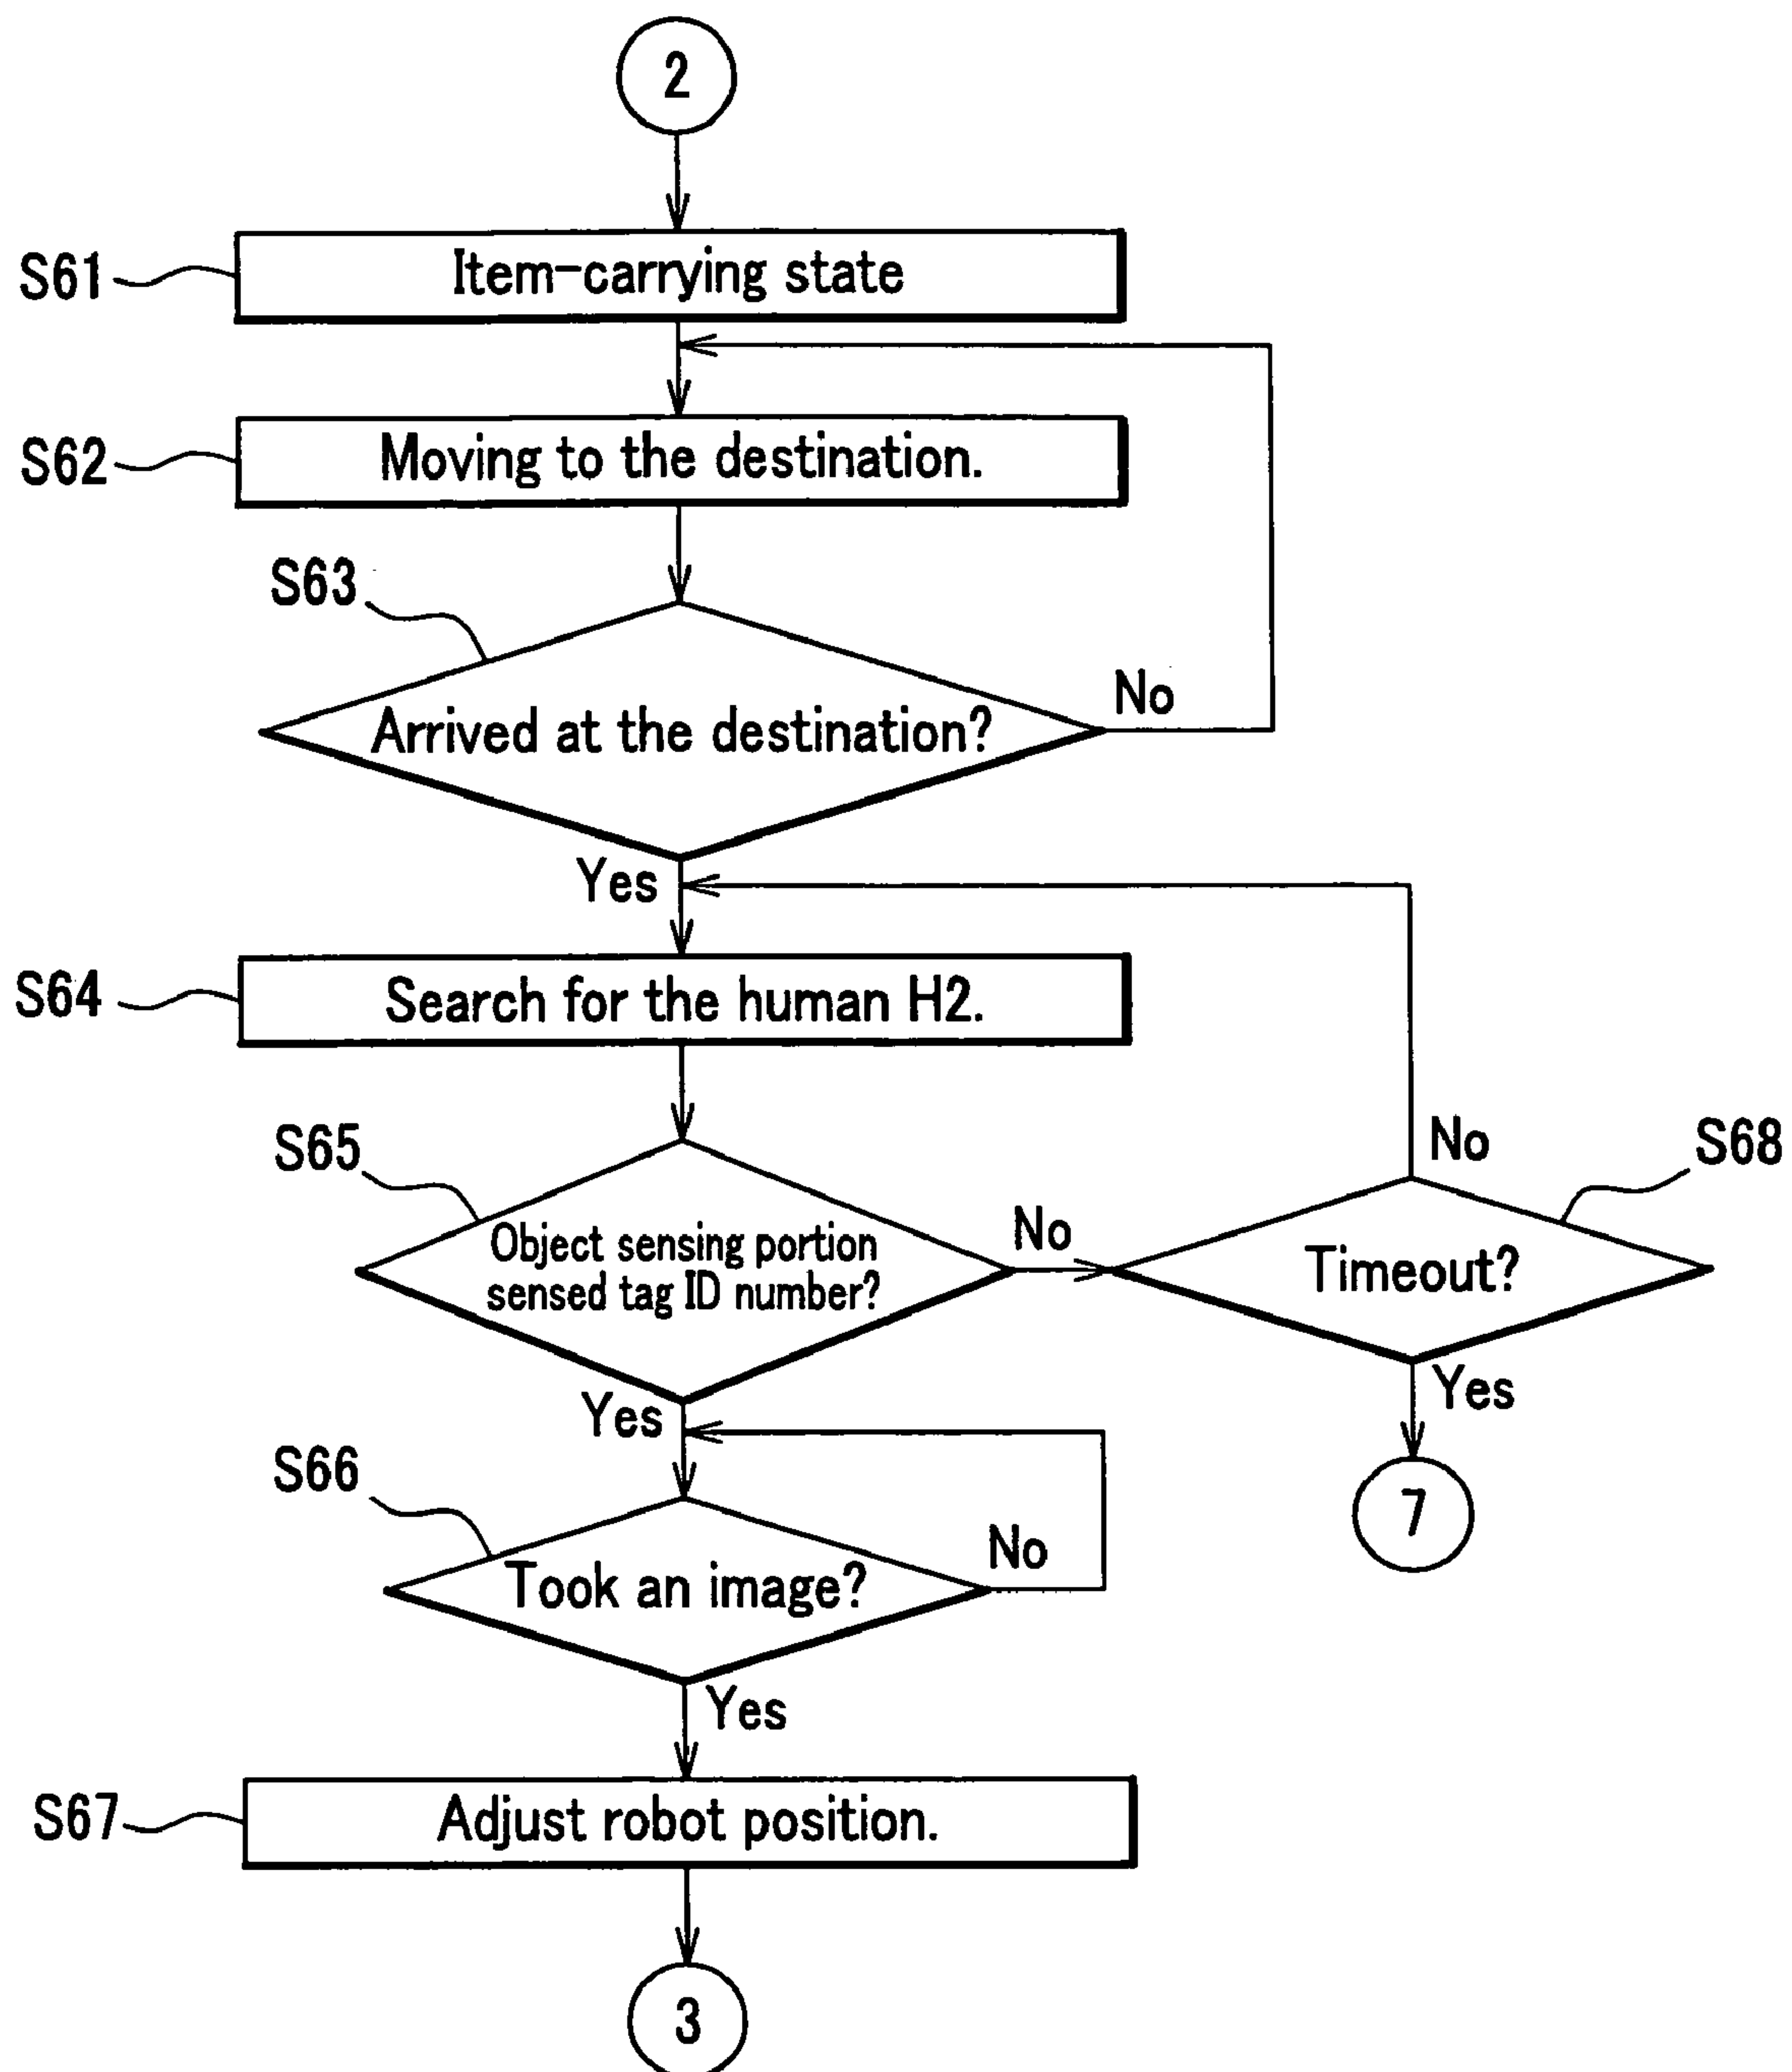 2
S61
Item-carrying state
S62
Moving to the destination.
S63
Arrived at the destination?
No
Yes
S64
Search for the human H2.
S65
Object sensing portion
sensed tag ID number?
No
S68
Timeout?
No
Yes
7
Yes
S66
Took an image?
No
Yes
S67
Adjust robot position.
3